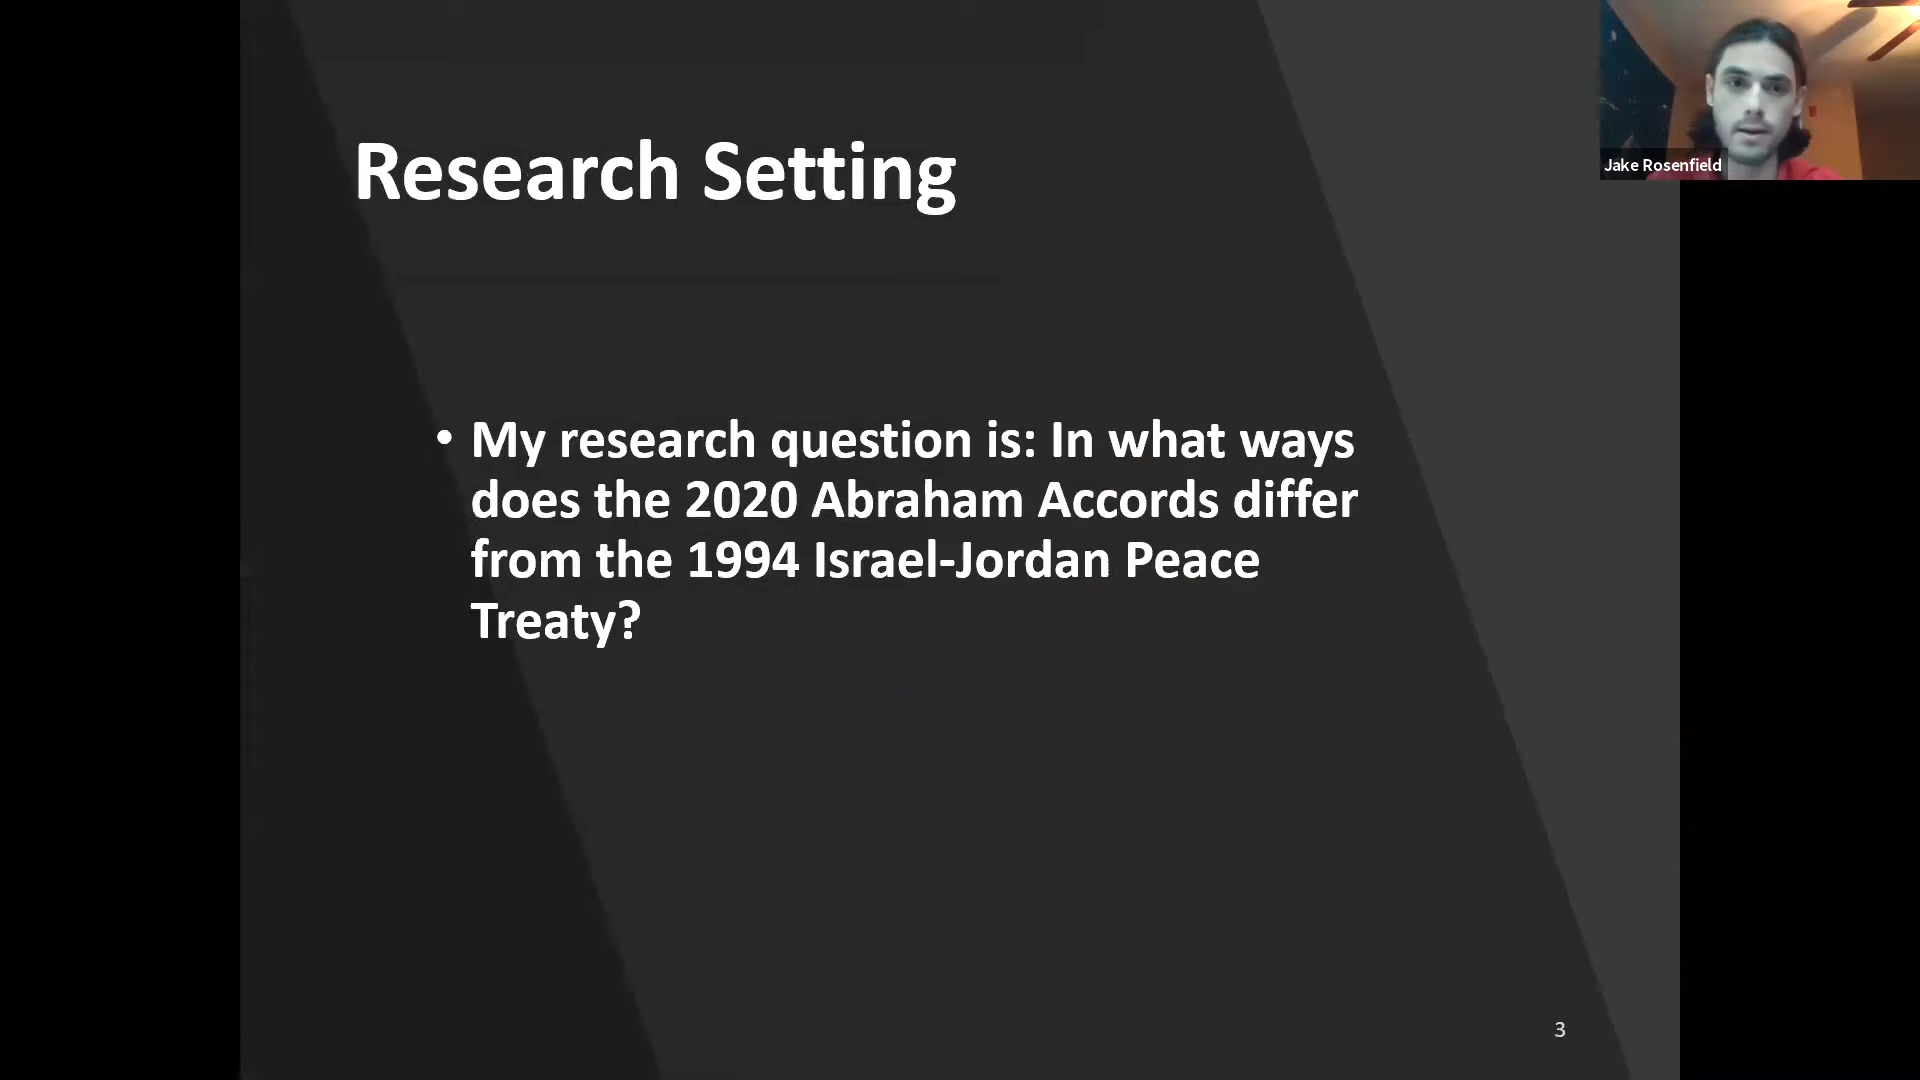 Research Setting
Jake Rosenfield
• My research question is: In what ways
does the 2020 Abraham Accords differ
from the 1994 Israel-Jordan Peace
Treaty?
3